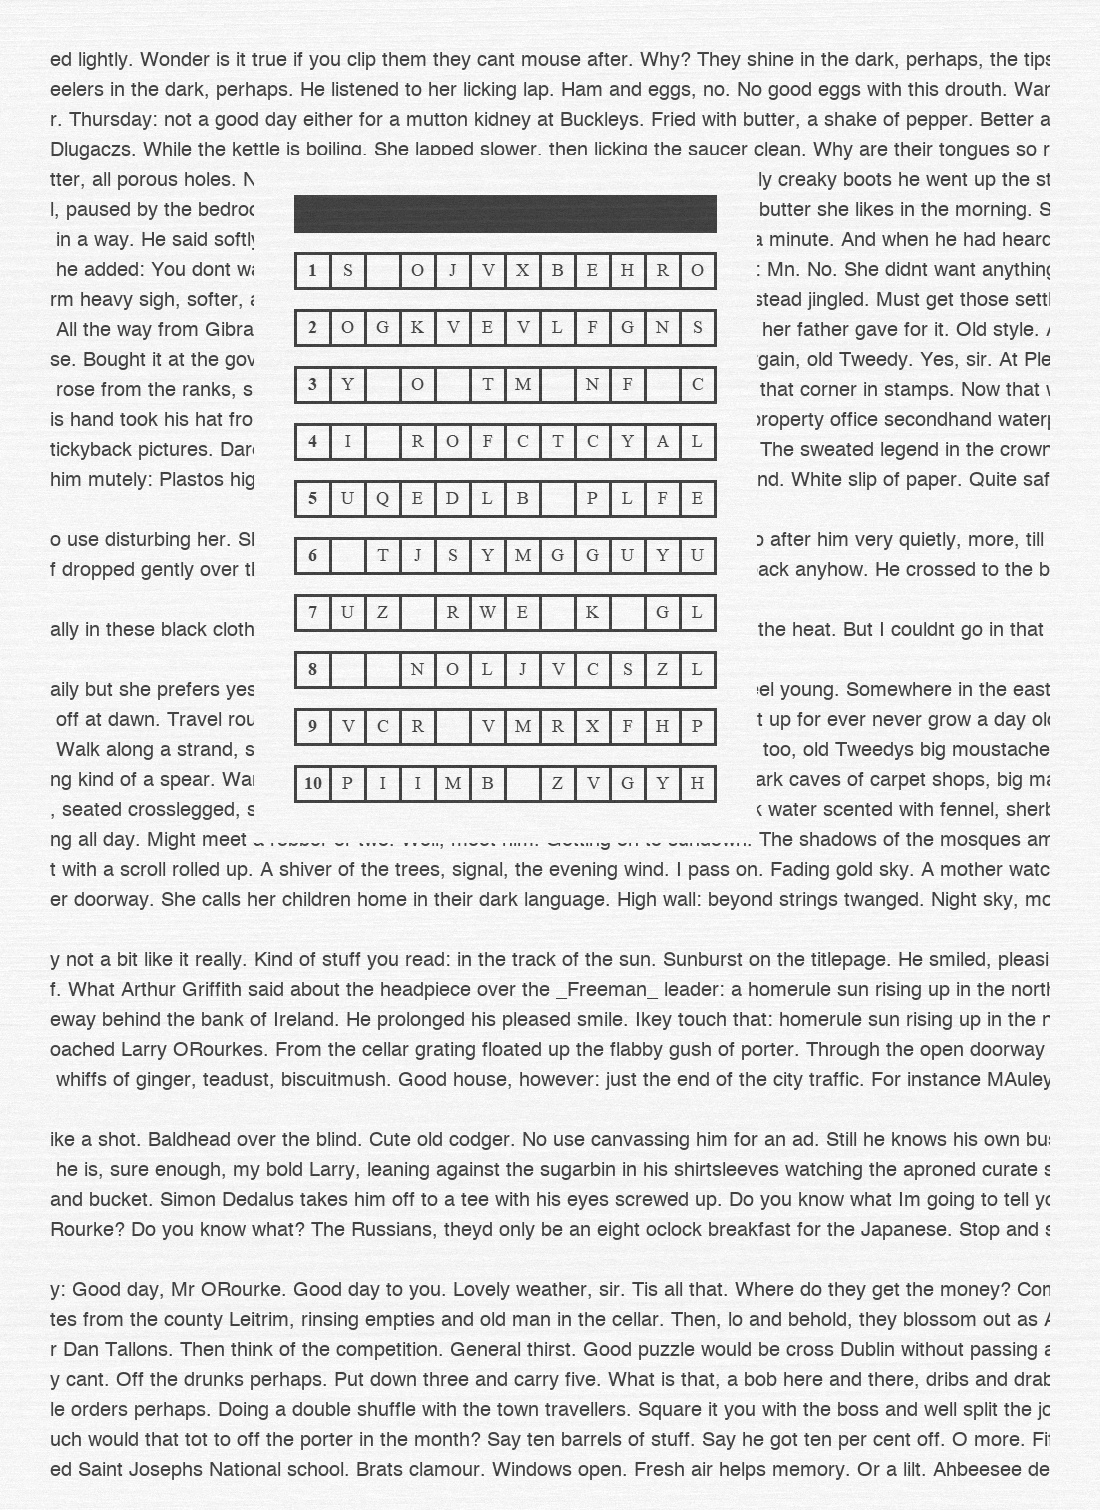 ed lightly. Wonder is it true if you clip them they cant mouse after. Why? They shine in the dark, perhaps, the tips
eelers in the dark, perhaps. He listened to her licking lap. Ham and eggs, no. No good eggs with this drouth. Wan
r. Thursday: not a good day either for a mutton kidney at Buckleys. Fried with butter, a shake of pepper. Better a
Dlugaczs. While the kettle is boiling. She lapped slower, then licking the saucer clean. Why are their tongues so r
tter, all porous holes. N
l, paused by the bedroo
in a way. He said softly
he added: You dont wa
rm heavy sigh, softer, a
All the way from Gibra
se. Bought it at the gov
rose from the ranks, s
is hand took his hat fro
tickyback pictures. Dare
him mutely: Plastos hig
o use disturbing her. Sh
f dropped gently over th
ally in these black cloth
aily but she prefers yes
off at dawn. Travel rou
Walk along a strand, s
ng kind of a spear. Wan
, seated crosslegged, s
1 S O J V X B E H R O
2 O G K V E V L F G N S
3 Y O T M N F C
4 I R O F C T C Y A L
5 U Q E D L B P L F E
6 T J S Y M G G U Y U
7 U Z R W E K G L
8 N O L J V C S Z L
9 V C R V M R X F H P
10 P I I M B Z V G Y H
ly creaky boots he went up the st
butter she likes in the morning. S
a minute. And when he had heard
: Mn. No. She didnt want anything
stead jingled. Must get those settl
her father gave for it. Old style. A
rgain, old Tweedy. Yes, sir. At Ple
that corner in stamps. Now that w
property office secondhand waterp
The sweated legend in the crown
nd. White slip of paper. Quite saf
o after him very quietly, more, till
ack anyhow. He crossed to the b
the heat. But I couldnt go in that
el young. Somewhere in the east
t up for ever never grow a day old
too, old Tweedys big moustache
ark caves of carpet shops, big ma
k water scented with fennel, sherb
ng all day. Might meet a robber or two. Well, meet him. Getting on to sundown. The shadows of the mosques am
t with a scroll rolled up. A shiver of the trees, signal, the evening wind. I pass on. Fading gold sky. A mother watc
er doorway. She calls her children home in their dark language. High wall: beyond strings twanged. Night sky, mo
y not a bit like it really. Kind of stuff you read: in the track of the sun. Sunburst on the titlepage. He smiled, pleasi
f. What Arthur Griffith said about the headpiece over the _Freeman_ leader: a homerule sun rising up in the north
eway behind the bank of Ireland. He prolonged his pleased smile. Ikey touch that: homerule sun rising up in the n
oached Larry ORourkes. From the cellar grating floated up the flabby gush of porter. Through the open doorway
whiffs of ginger, teadust, biscuitmush. Good house, however: just the end of the city traffic. For instance MAuley
ike a shot. Baldhead over the blind. Cute old codger. No use canvassing him for an ad. Still he knows his own bus
he is, sure enough, my bold Larry, leaning against the sugarbin in his shirtsleeves watching the aproned curate s
and bucket. Simon Dedalus takes him off to a tee with his eyes screwed up. Do you know what Im going to tell yo
Rourke? Do you know what? The Russians, theyd only be an eight oclock breakfast for the Japanese. Stop and s
y: Good day, Mr ORourke. Good day to you. Lovely weather, sir. Tis all that. Where do they get the money? Com
tes from the county Leitrim, rinsing empties and old man in the cellar. Then, lo and behold, they blossom out as A
r Dan Tallons. Then think of the competition. General thirst. Good puzzle would be cross Dublin without passing a
y cant. Off the drunks perhaps. Put down three and carry five. What is that, a bob here and there, dribs and drab
le orders perhaps. Doing a double shuffle with the town travellers. Square it you with the boss and well split the jo
uch would that tot to off the porter in the month? Say ten barrels of stuff. Say he got ten per cent off. O more. Fif
ed Saint Josephs National school. Brats clamour. Windows open. Fresh air helps memory. Or a lilt. Ahbeesee de